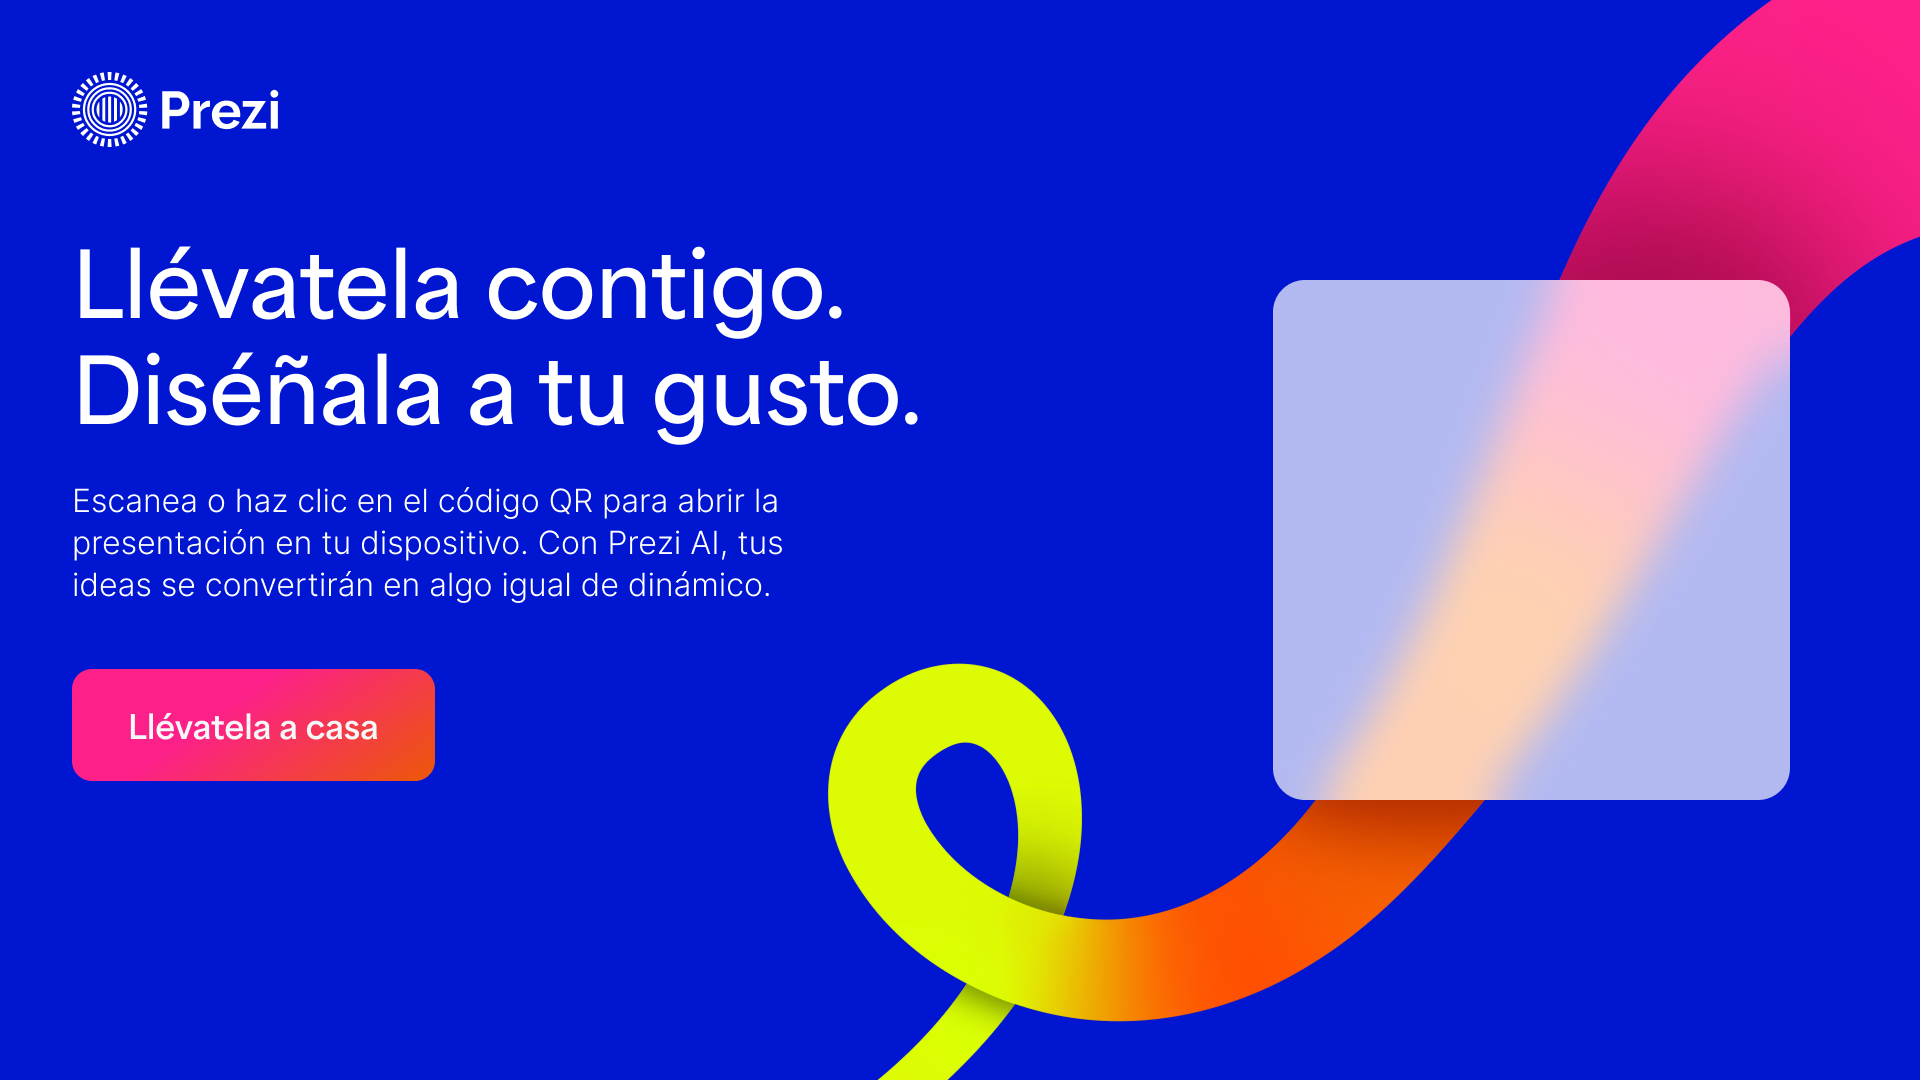 Prezi
Llévatela contigo.
Diséñala a tu gusto.
Escanea o haz clic en el código QR para abrir la
presentación en tu dispositivo. Con Prezi AI, tus
ideas se convertirán en algo igual de dinámico.
Llévatela a casa